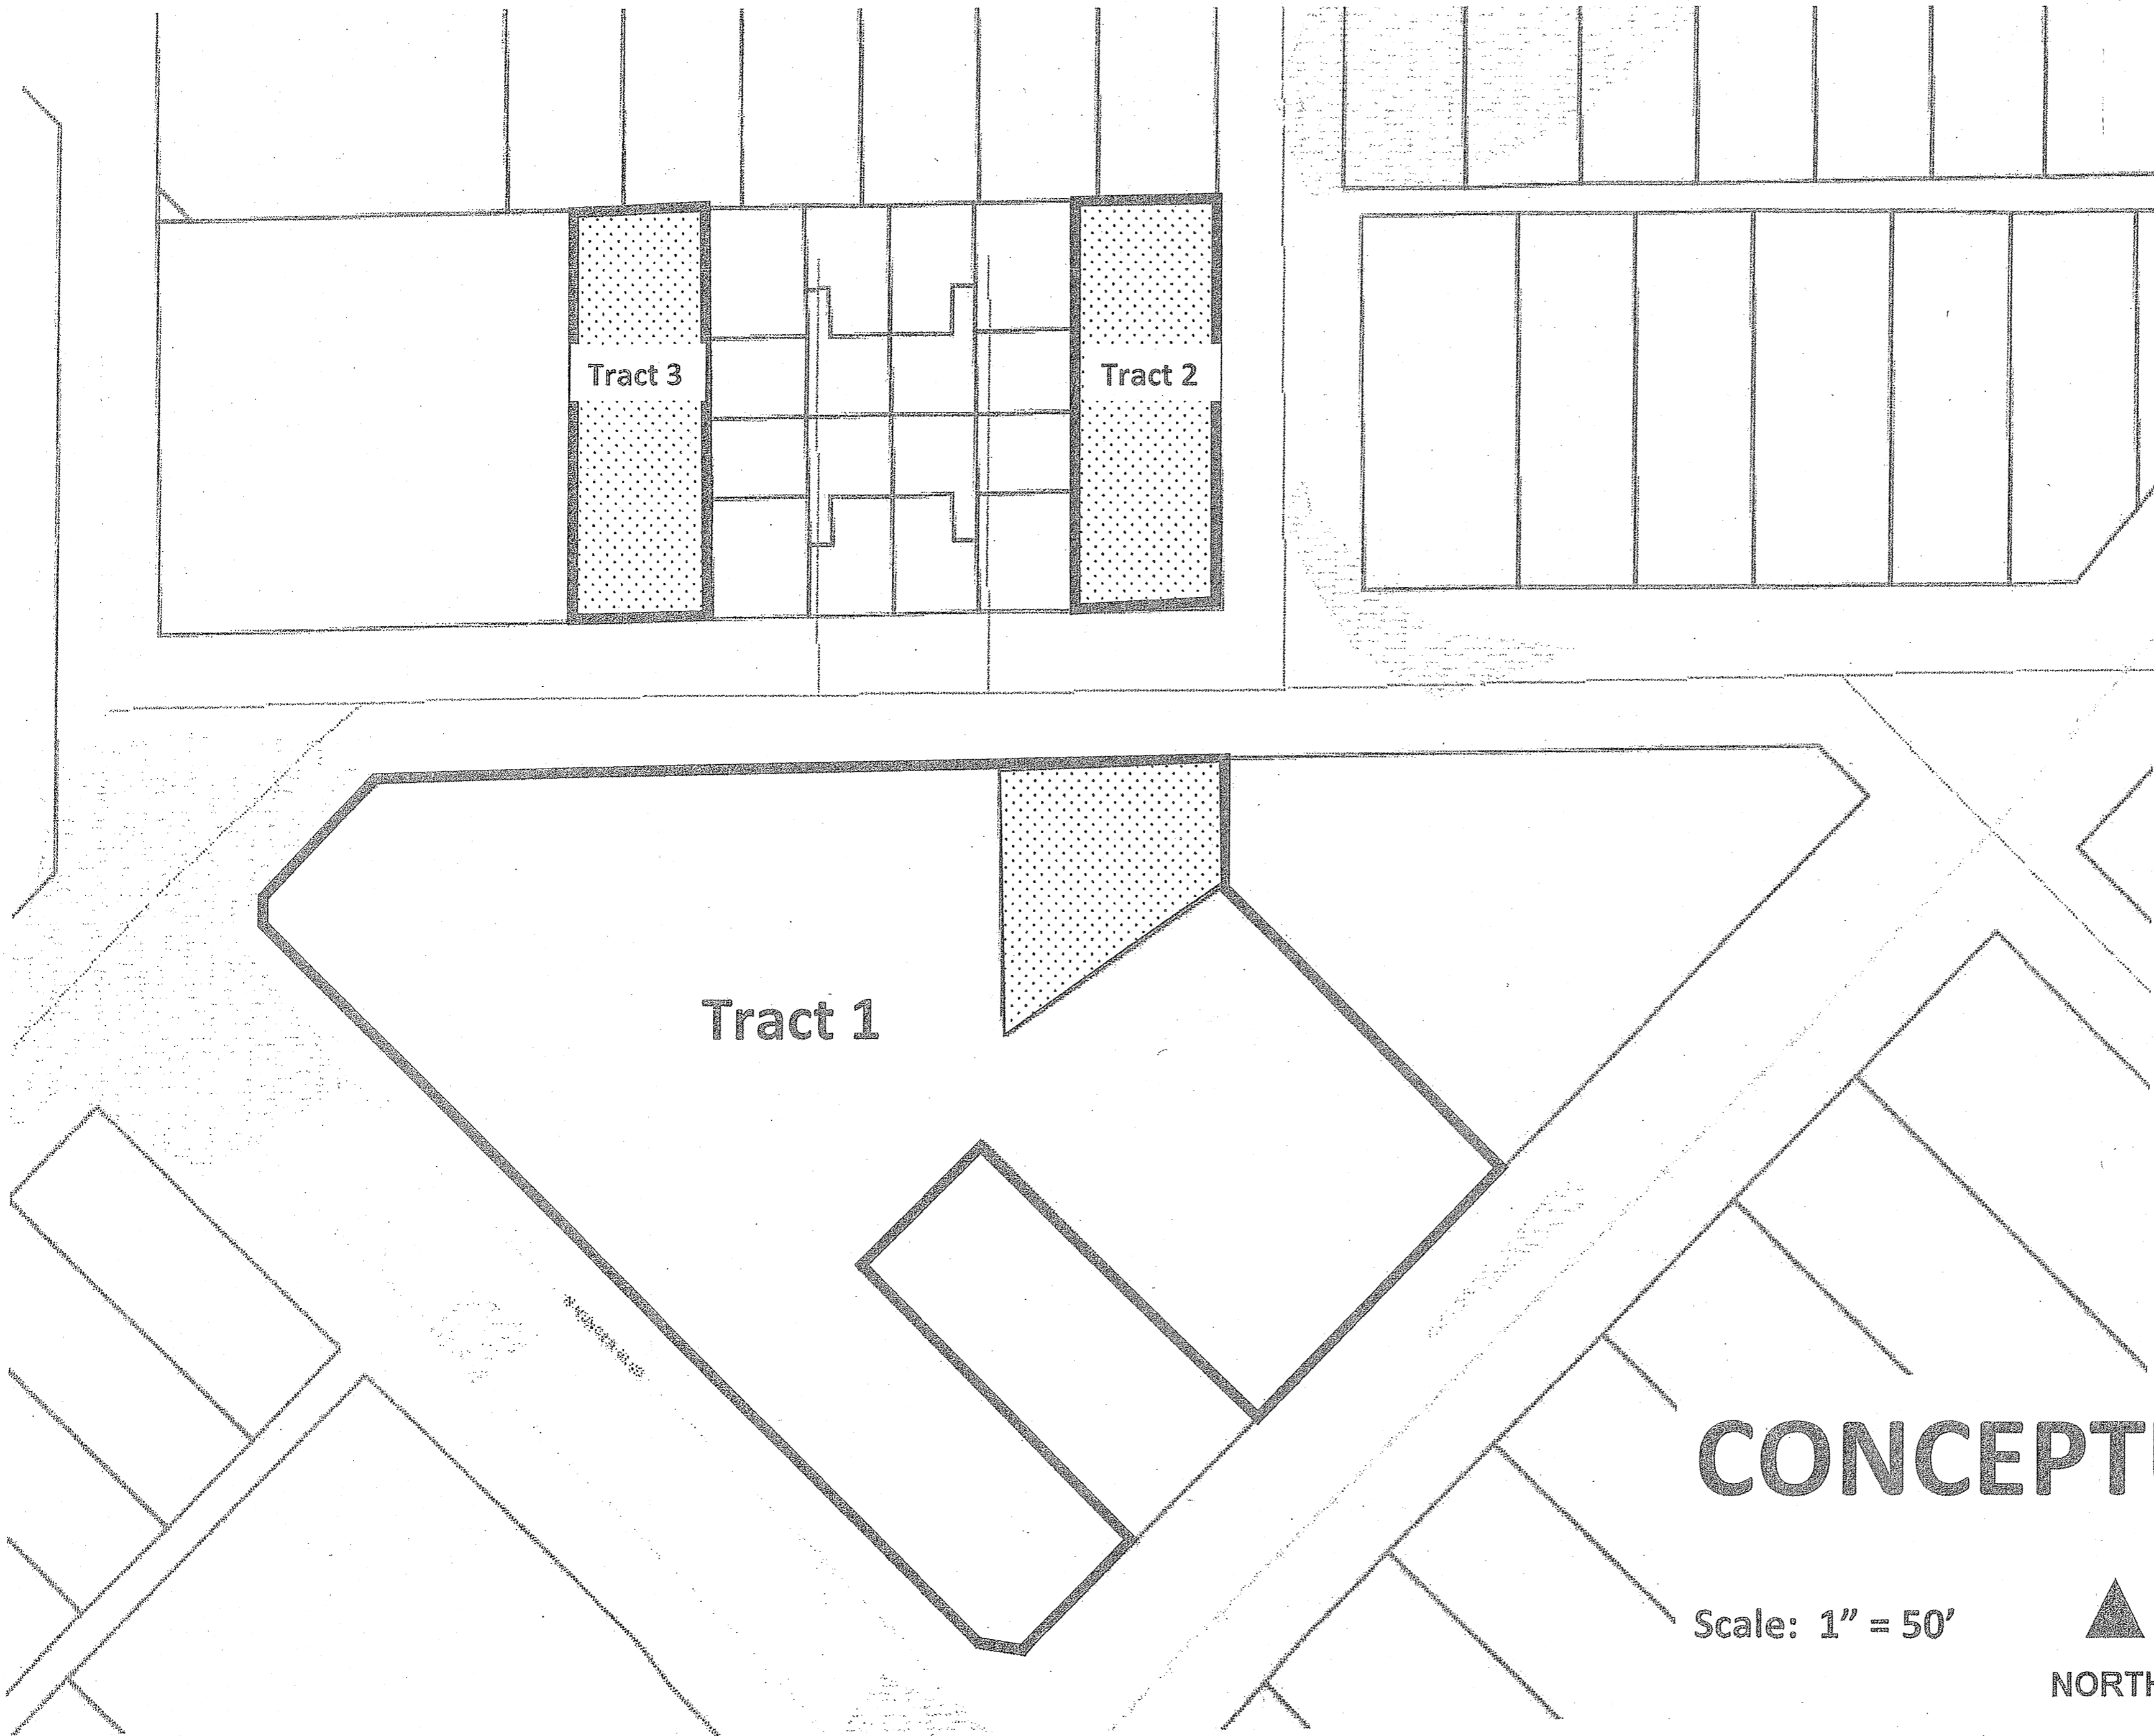 Tract 3
Tract 2
Tract 1
CONCEPT
Scale: 1” = 50’
NORTH